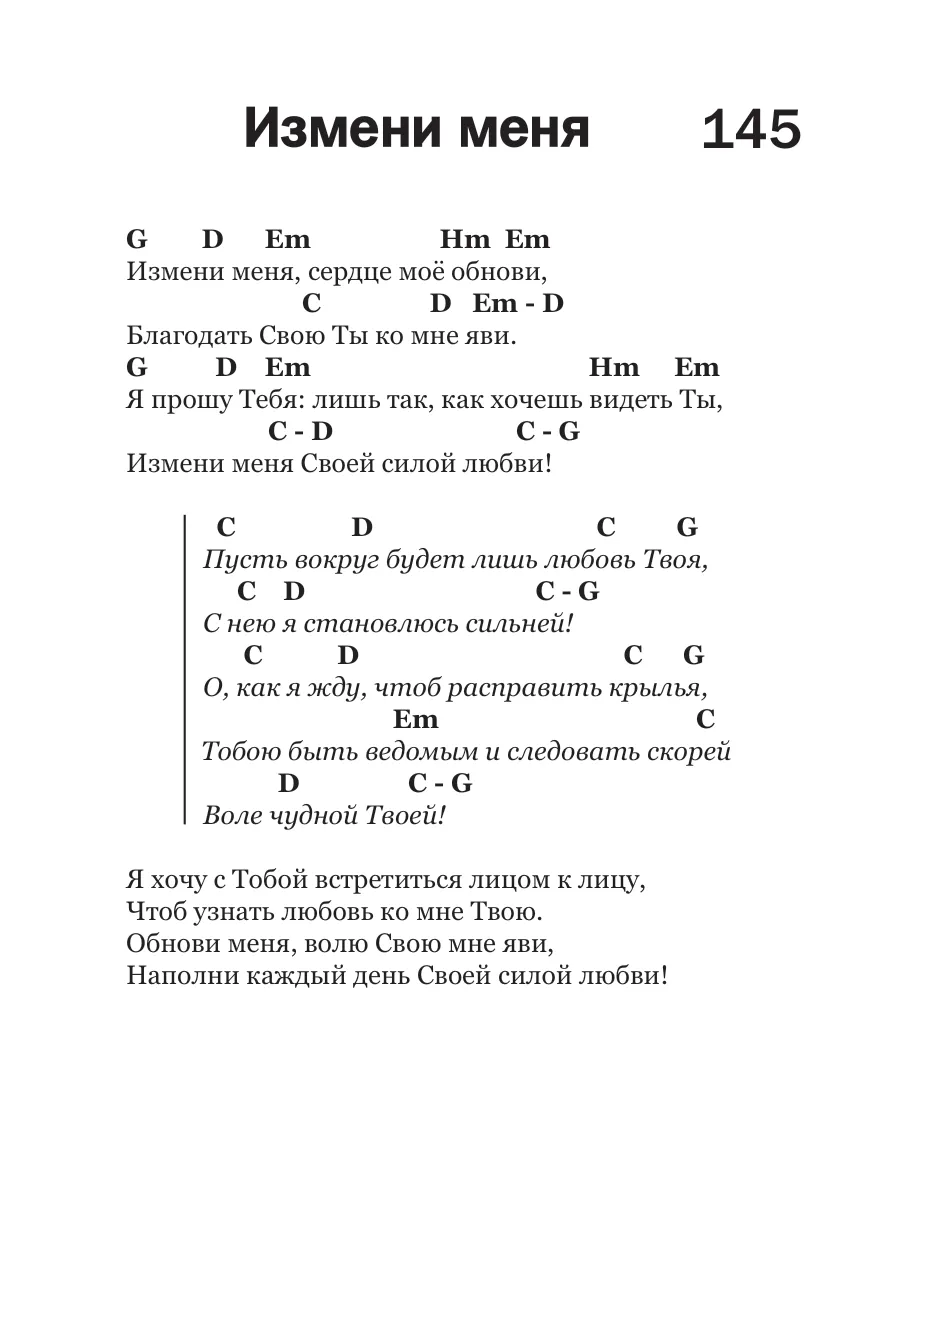 Измени меня 145
G D Em Hm Em
Измени меня, сердце моё обнови,
C D Em - D
Благодать Свою Ты ко мне яви.
G D Em Hm Em
Я прошу Тебя: лишь так, как хочешь видеть Ты,
C - D C - G
Измени меня Своей силой любви!
C D C G
Пусть вокруг будет лишь любовь Твоя,
C D C - G
С нею я становлюсь сильней!
C D C G
О, как я жду, чтоб расправить крылья,
Em C
Тобою быть ведомым и следовать скорей
D C - G
Воле чудной Твоей!
Я хочу с Тобой встретиться лицом к лицу,
Чтоб узнать любовь ко мне Твою.
Обнови меня, волю Свою мне яви,
Наполни каждый день Своей силой любви!